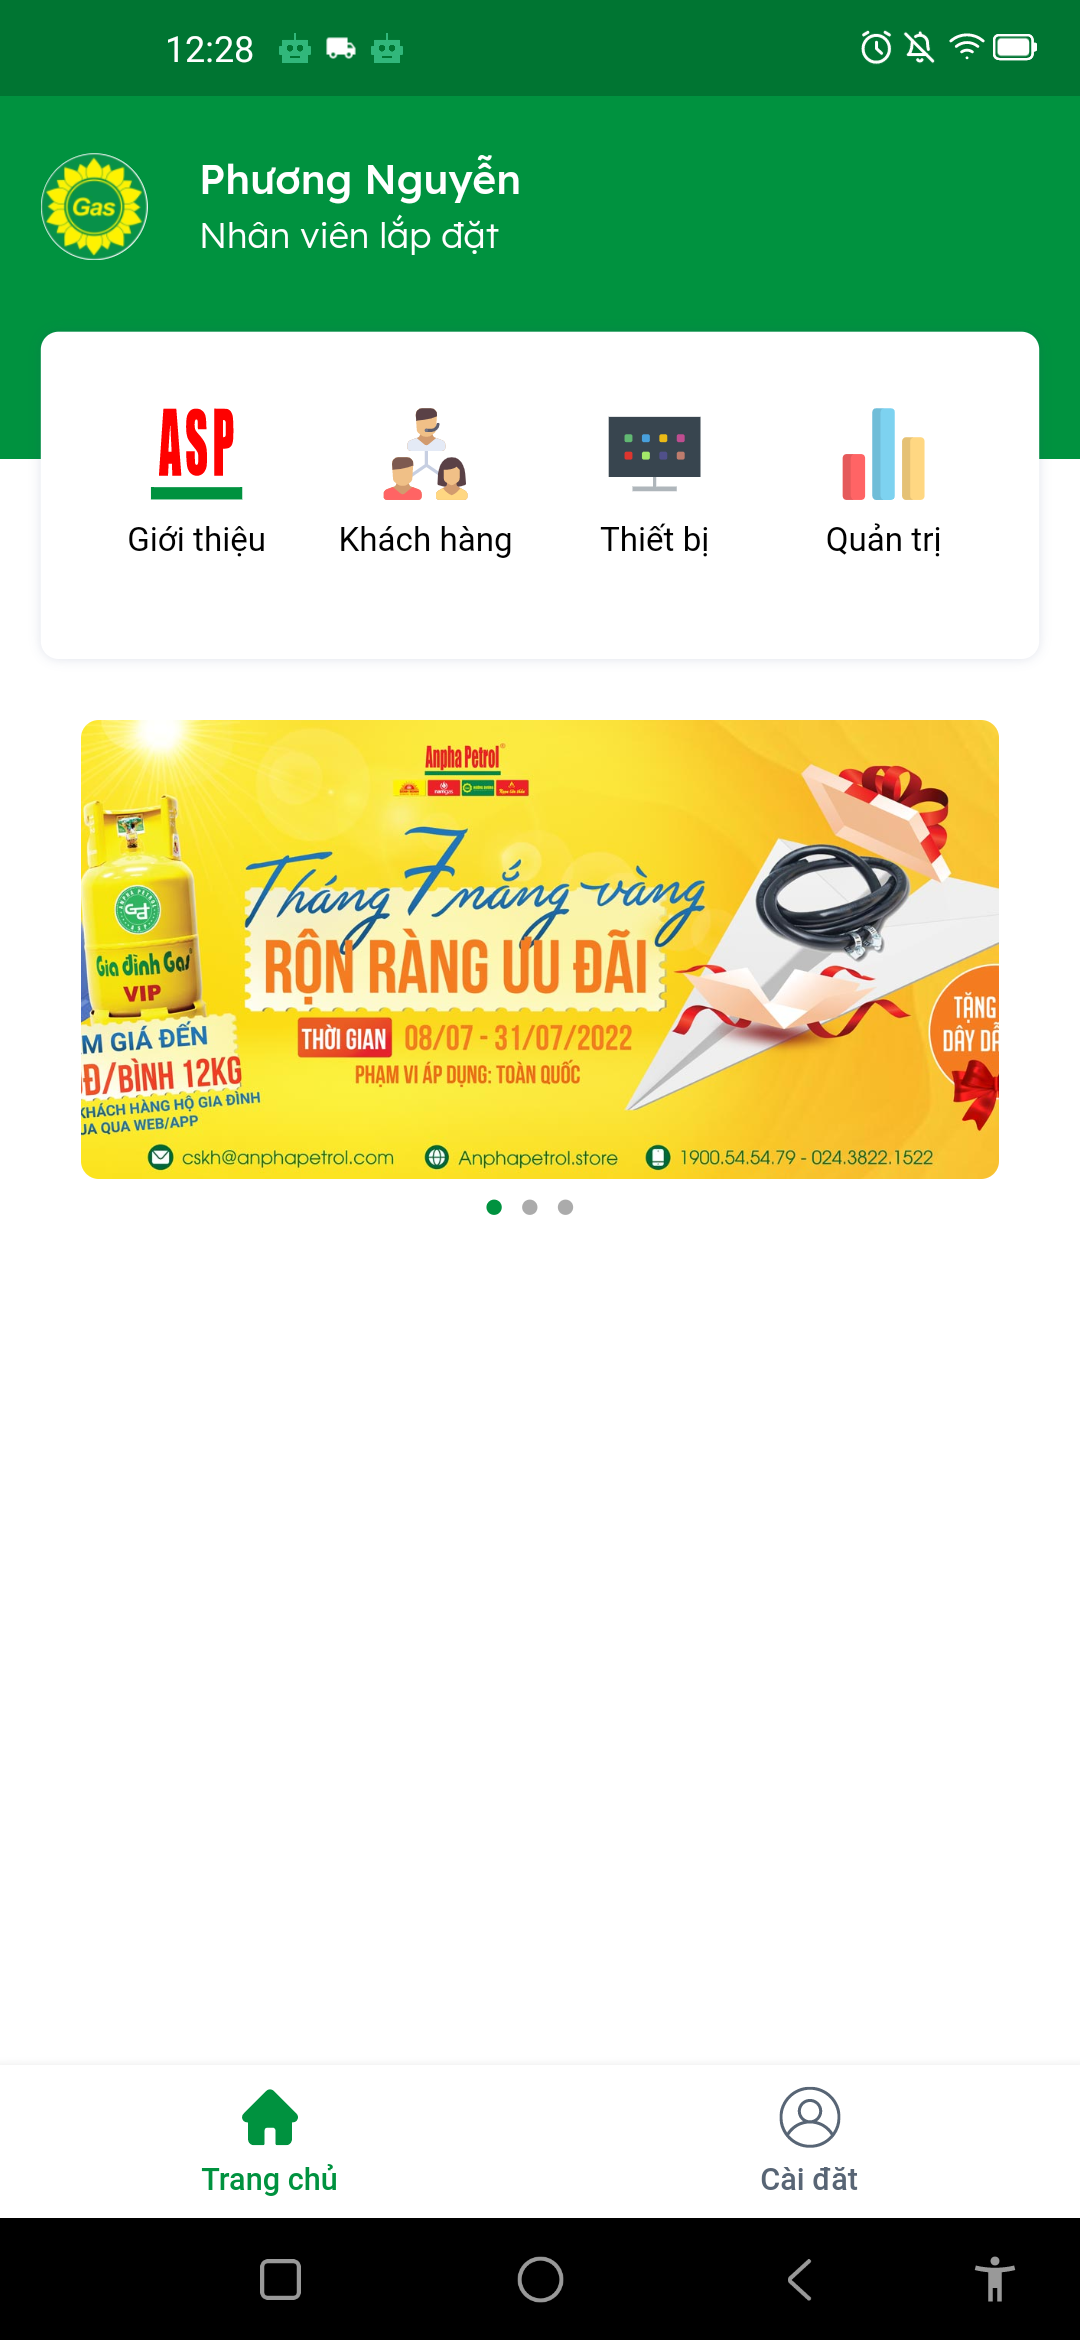 12:28
Gas
Phương Nguyễn
Nhân viên lắp đặt
ASP
Giới thiệu
Khách hàng
Thiết bị
Quản trị
Anpha Petrol
Tháng 7 nắng vàng
RỘN RÀNG ƯU ĐÃI
Gia đình Gas
VIP
THỜI GIAN 08/07 - 31/07/2022
PHẠM VI ÁP DỤNG: TOÀN QUỐC
TẶNG
DÂY DẪ
M GIÁ ĐẾN
Đ/BÌNH 12KG
KHÁCH HÀNG HỘ GIA ĐÌNH
UA QUA WEB/APP
cskh@anphapetrol.com Anphapetrol.store 1900.54.54.79 - 024.3822.1522
Trang chủ
Cài đăt